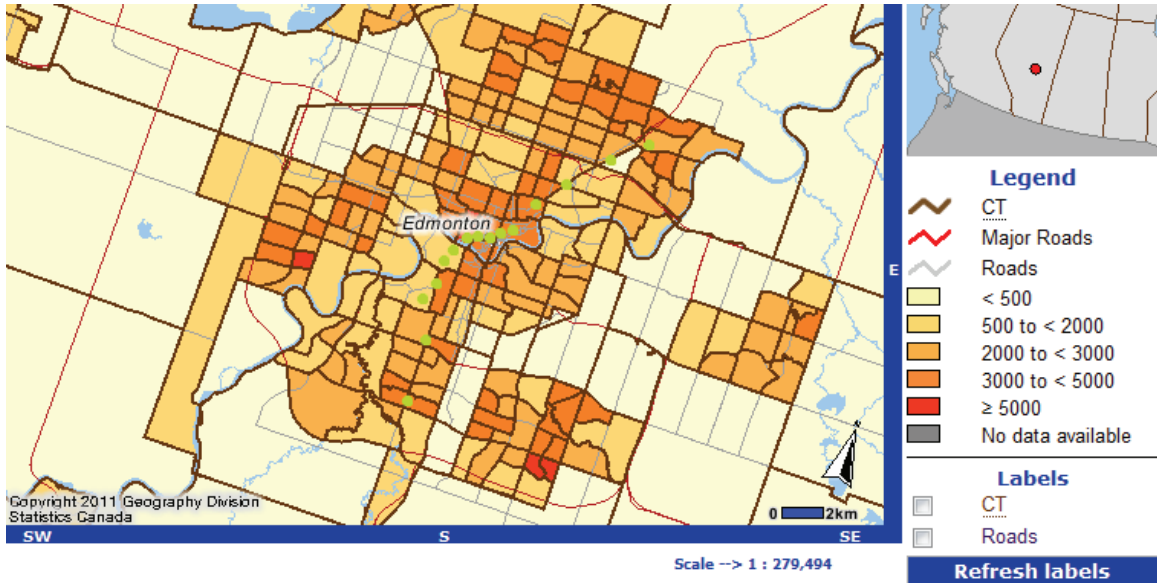 Edmonton
Copyright 2011 Geography Division
Statistics Canada
0 2km
SW S SE
E
Scale --> 1 : 279,494
Legend
CT
Major Roads
Roads
< 500
500 to < 2000
2000 to < 3000
3000 to < 5000
≥ 5000
No data available
Labels
CT
Roads
Refresh labels